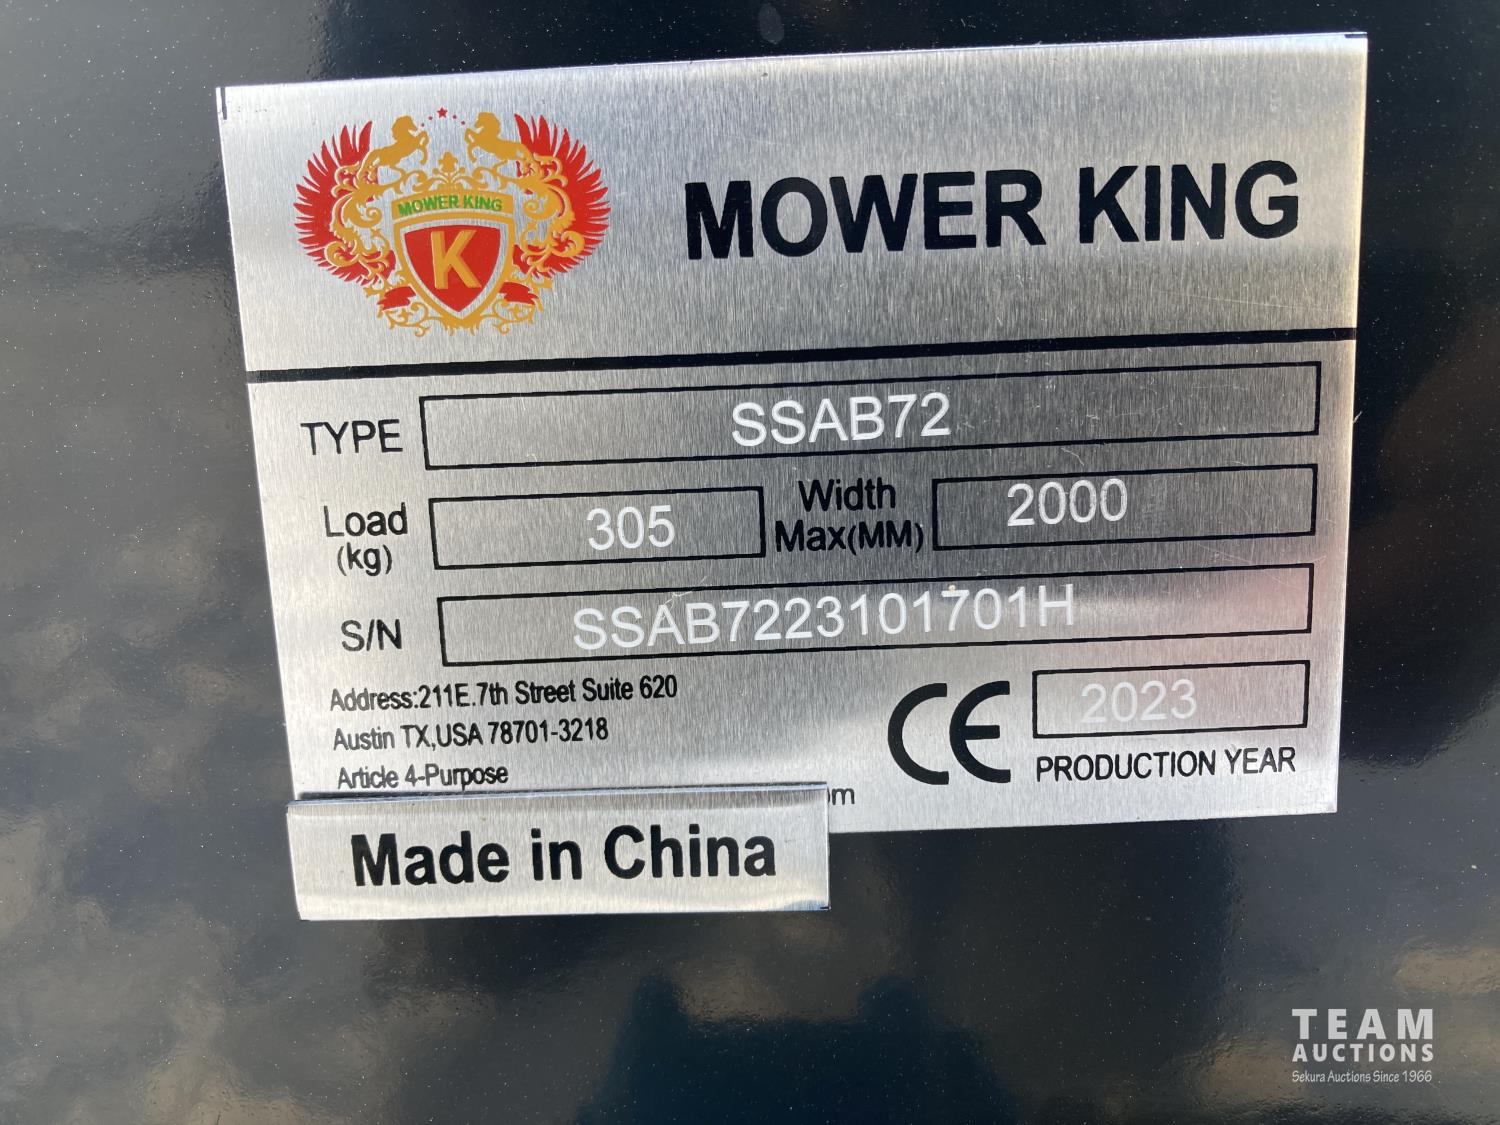 MOWER KING
K
MOWER KING
TYPE SSAB72
Load (kg) 305 Width Max(MM) 2000
S/N SSAB7223101701H
Address:211E.7th Street Suite 620
Austin TX,USA 78701-3218
Article 4-Purpose
CE 2023
PRODUCTION YEAR
Made in China
TEAM
AUCTIONS
Sekura Auctions Since 1966